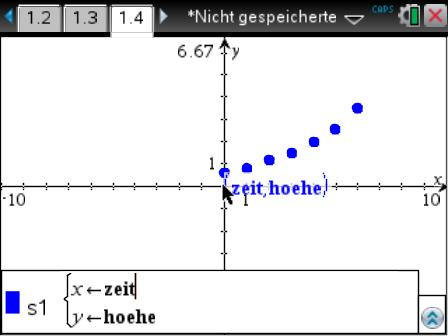 1.2 1.3 1.4 *Nicht gespeicherte CAPS
6.67 y
1
(zeit,hoehe)
x
-10 1 10
s1
x←zeit
y←hoehe